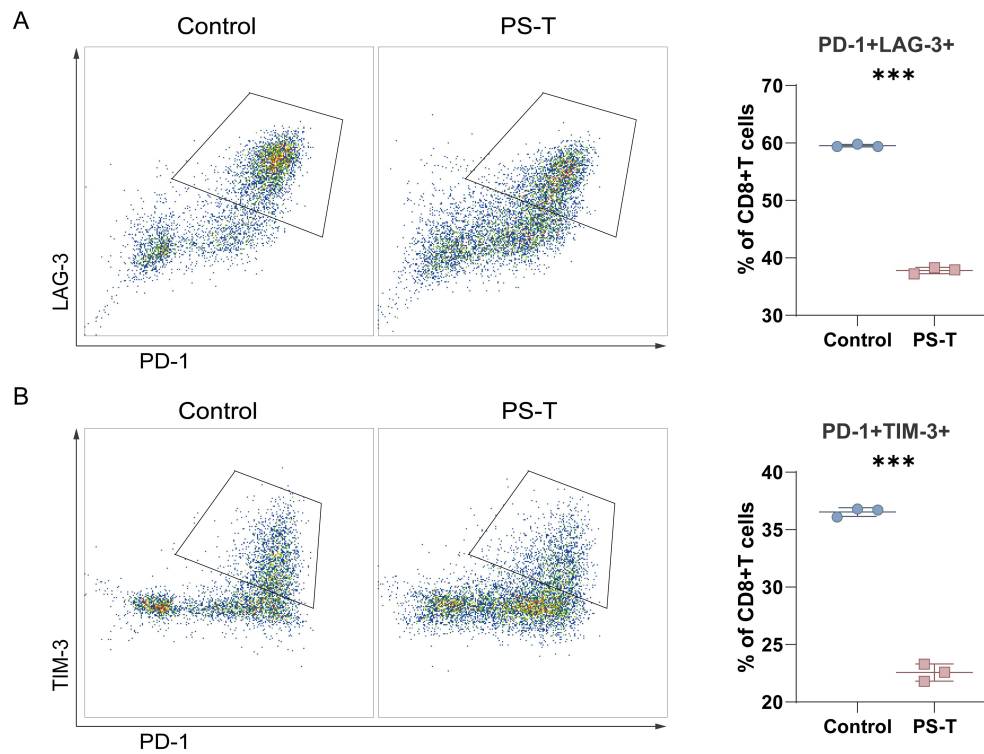 A
Control
PS-T
LAG-3
PD-1
PD-1+LAG-3+
***
% of CD8+T cells
70
60
50
40
30
Control
PS-T
B
Control
PS-T
TIM-3
PD-1
PD-1+TIM-3+
***
% of CD8+T cells
40
35
30
25
20
Control
PS-T